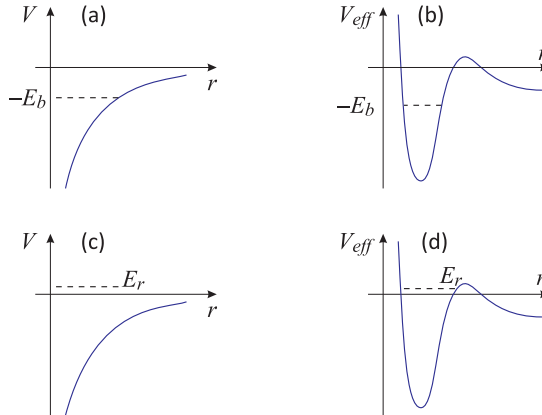 V (a)
r
−E_b
V_eff (b)
r
−E_b
V (c)
E_r
r
V_eff (d)
E_r r